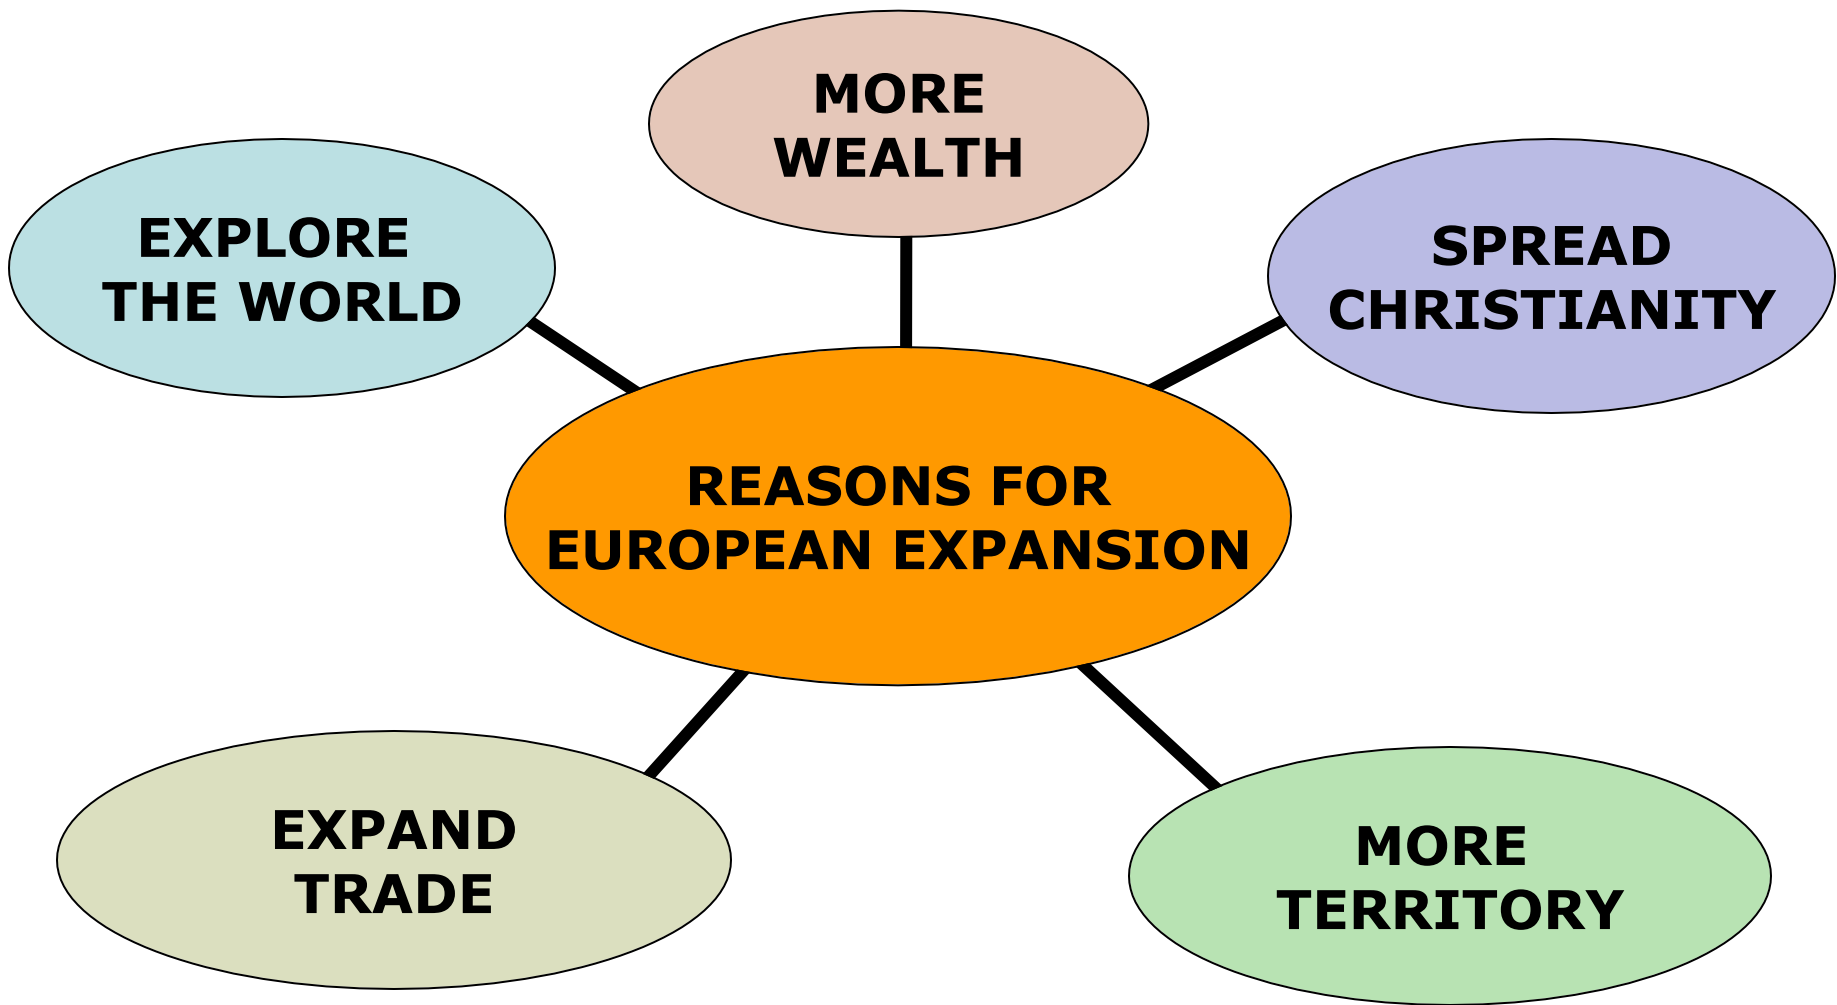 MORE
WEALTH
EXPLORE
THE WORLD
SPREAD
CHRISTIANITY
REASONS FOR
EUROPEAN EXPANSION
EXPAND
TRADE
MORE
TERRITORY